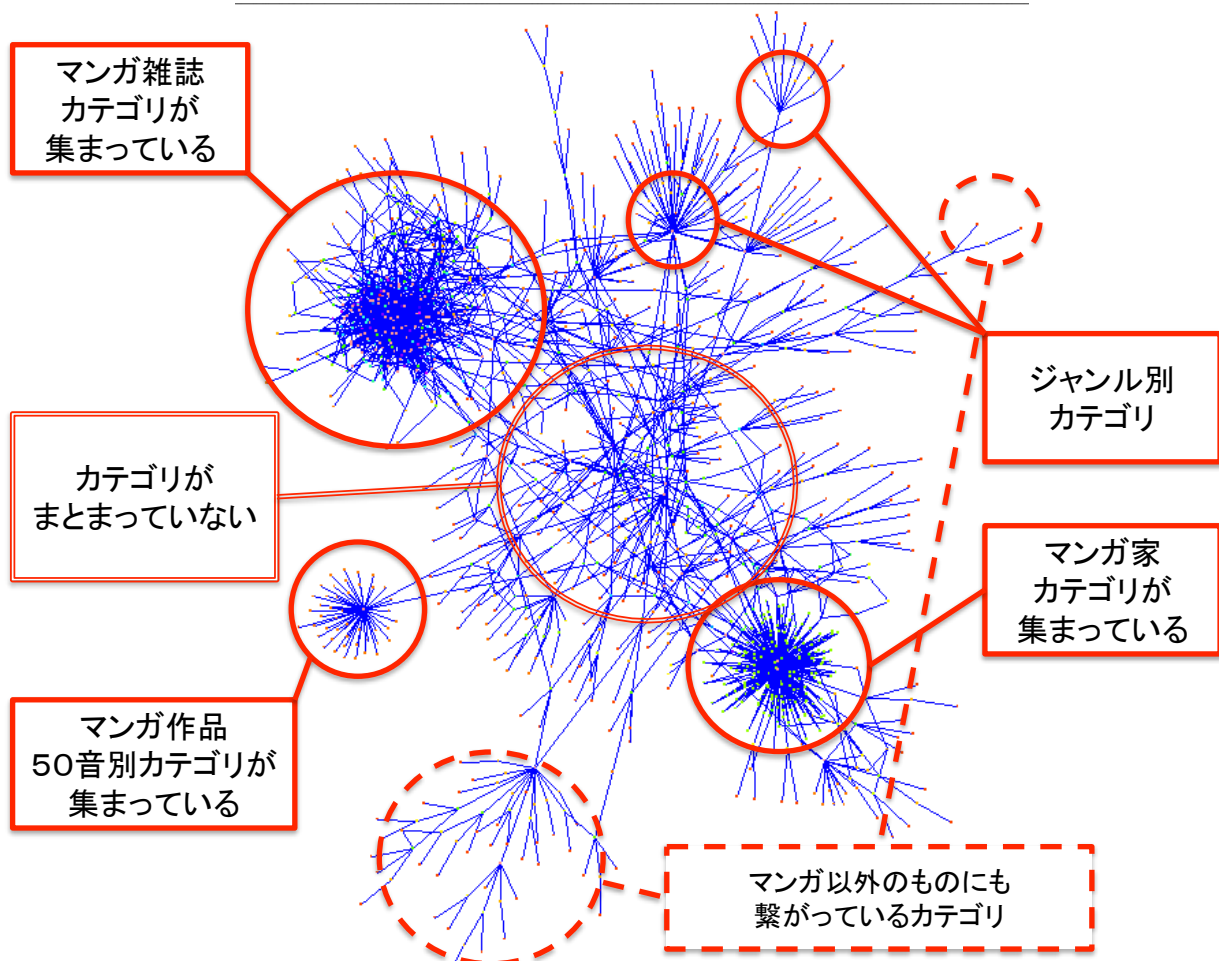 マンガ雑誌
カテゴリが
集まっている
ジャンル別
カテゴリ
カテゴリが
まとまっていない
マンガ家
カテゴリが
集まっている
マンガ作品
50音別カテゴリが
集まっている
マンガ以外のものにも
繋がっているカテゴリ